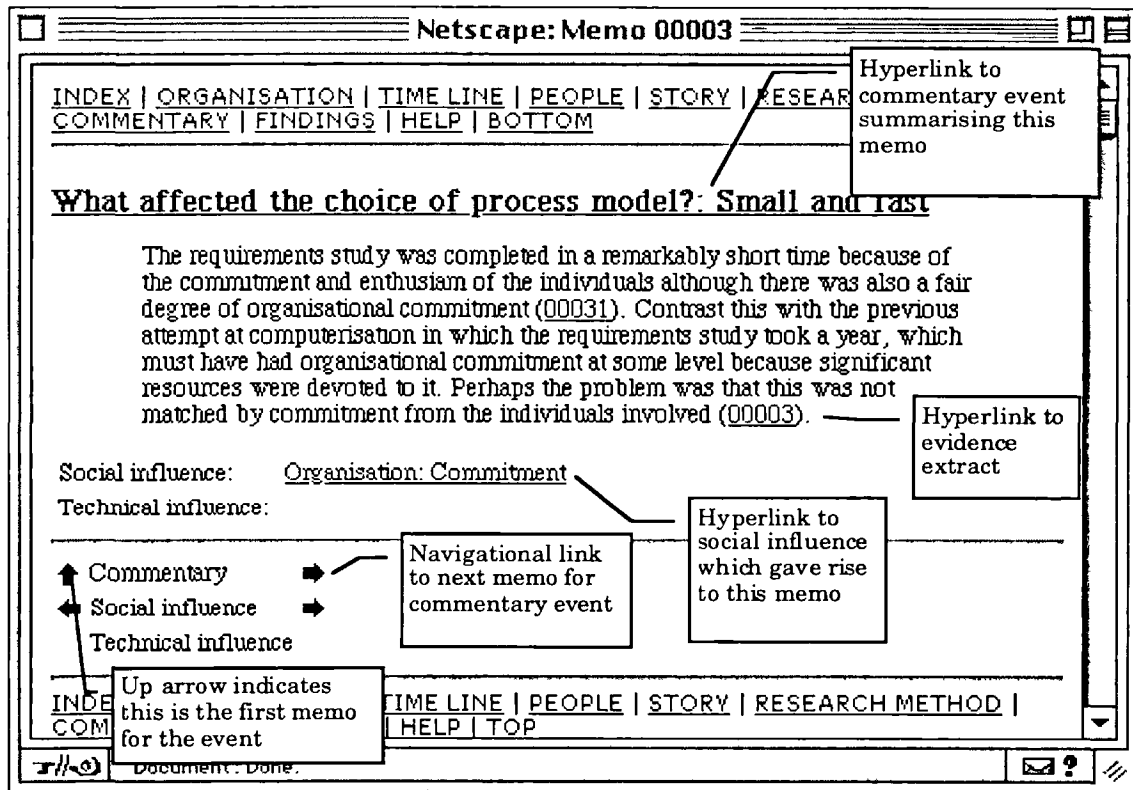 Netscape: Memo 00003
INDEX | ORGANISATION | TIME LINE | PEOPLE | STORY | RESEAR
COMMENTARY | FINDINGS | HELP | BOTTOM
Hyperlink to
commentary event
summarising this
memo
What affected the choice of process model?: Small and fast
The requirements study was completed in a remarkably short time because of
the commitment and enthusiam of the individuals although there was also a fair
degree of organisational commitment (00031). Contrast this with the previous
attempt at computerisation in which the requirements study took a year, which
must have had organisational commitment at some level because significant
resources were devoted to it. Perhaps the problem was that this was not
matched by commitment from the individuals involved (00003).
Hyperlink to
evidence
extract
Social influence: Organisation: Commitment
Technical influence:
Hyperlink to
social influence
which gave rise
to this memo
Navigational link
to next memo for
commentary event
Commentary
Social influence
Technical influence
Up arrow indicates
this is the first memo
for the event
INDE TIME LINE | PEOPLE | STORY | RESEARCH METHOD |
COM | HELP | TOP
Document: Done.